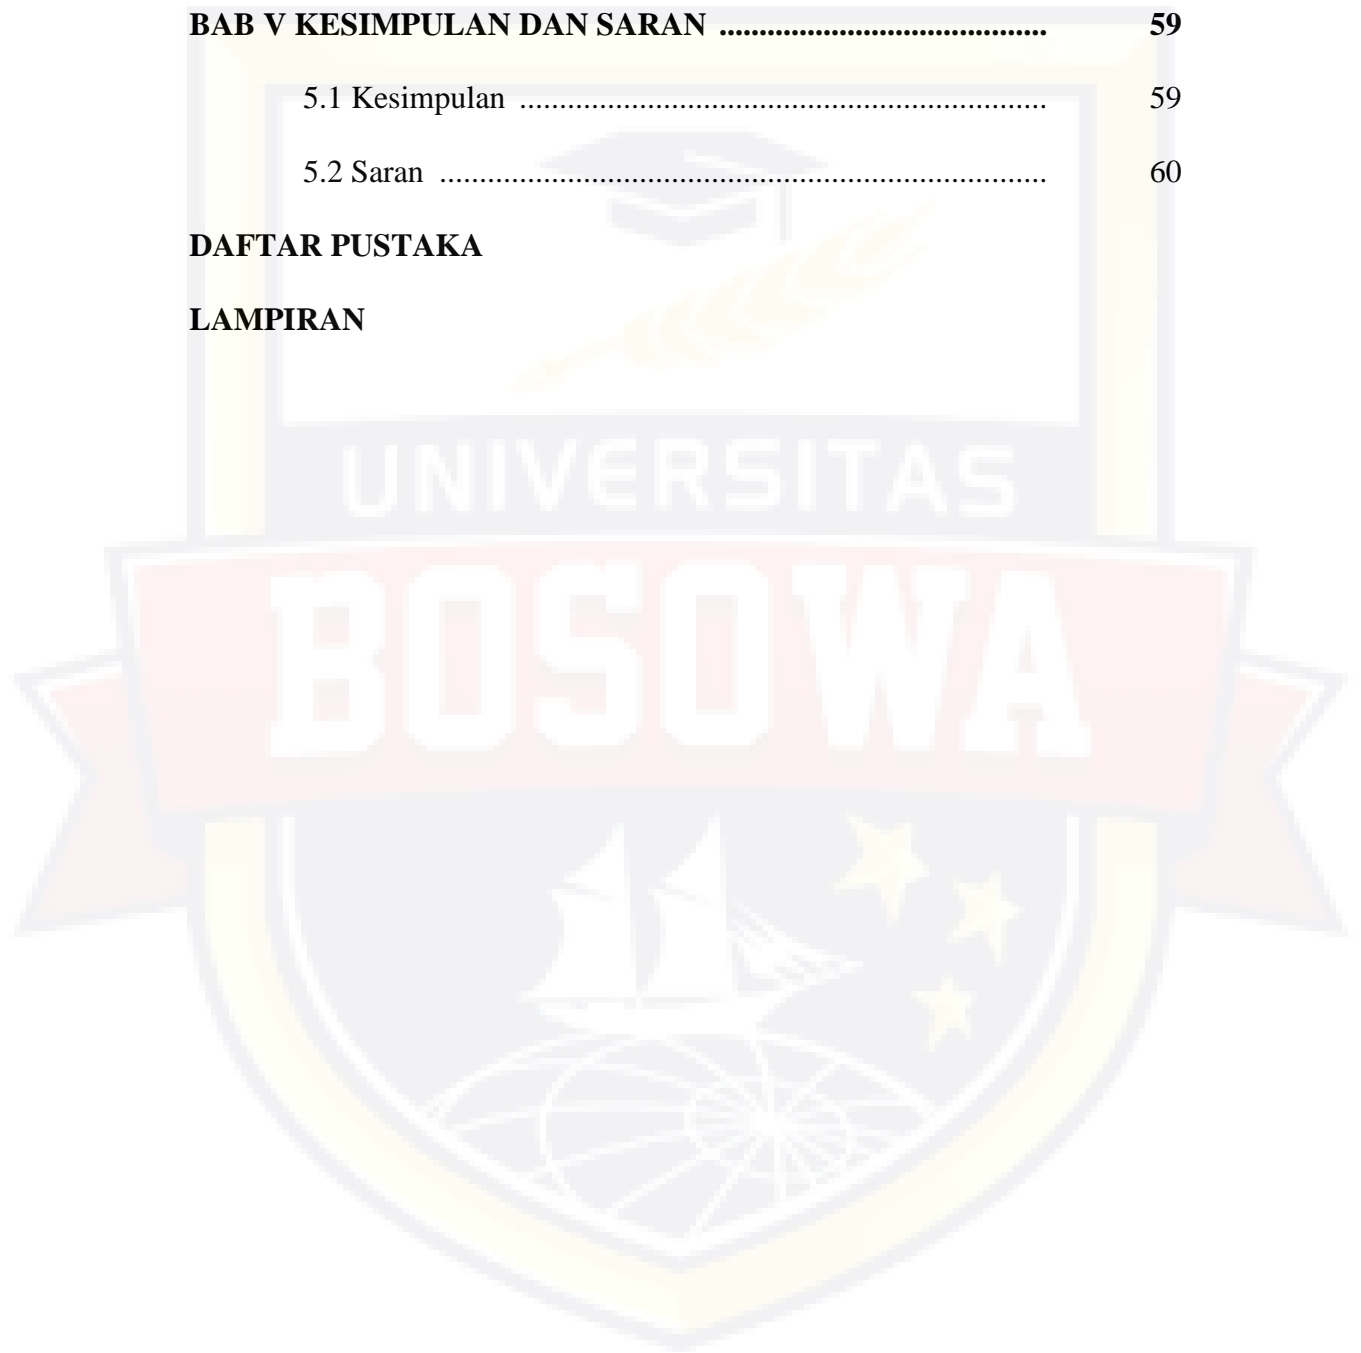 BAB V KESIMPULAN DAN SARAN .......................................... 59
5.1 Kesimpulan .................................................................. 59
5.2 Saran ............................................................................ 60
DAFTAR PUSTAKA
LAMPIRAN
UNIVERSITAS
BOSOWA